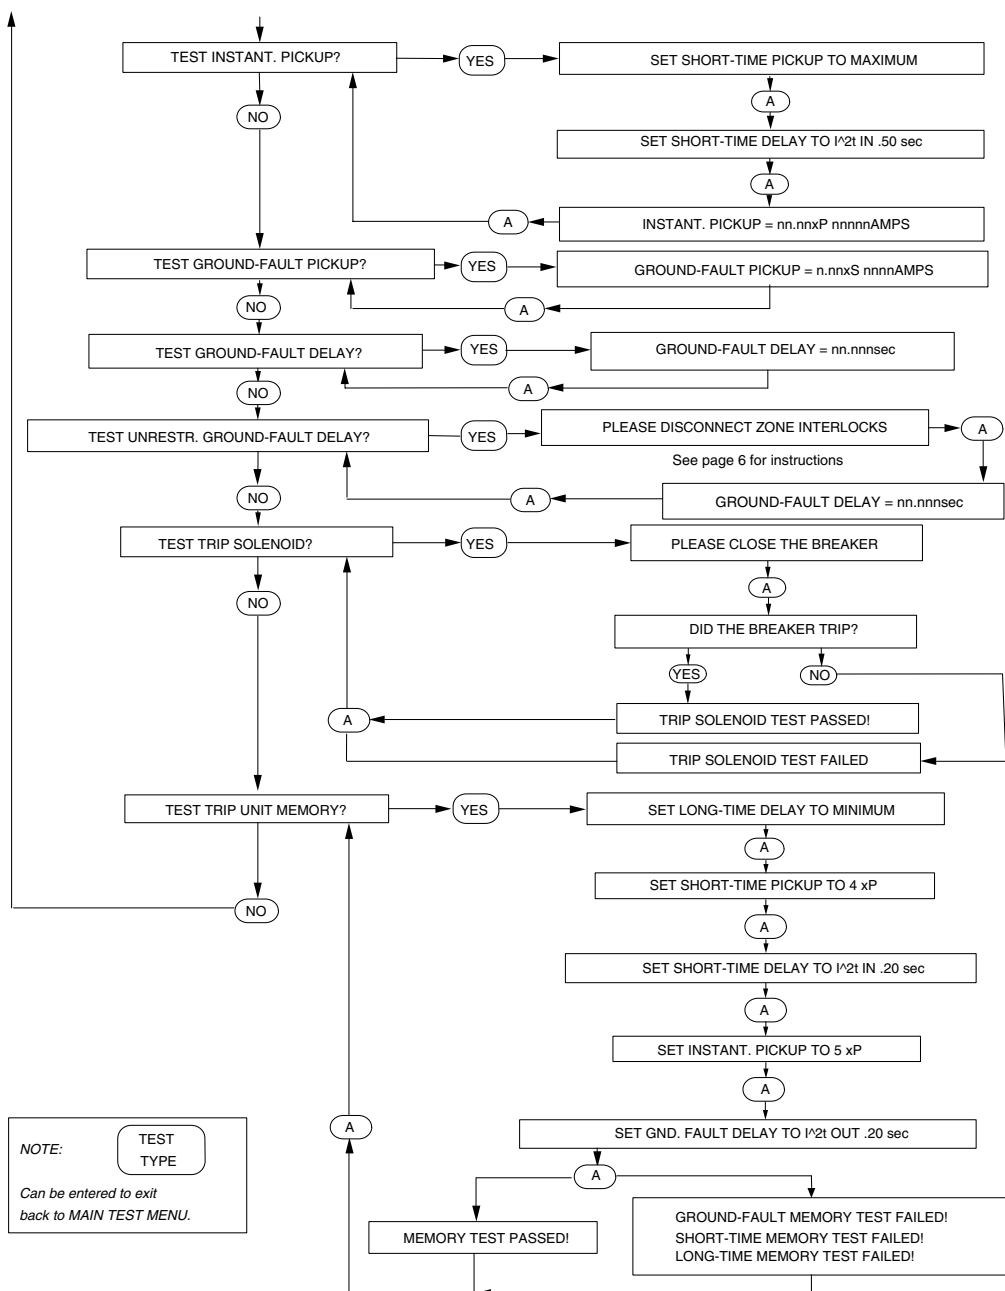 TEST INSTANT. PICKUP?
YES
SET SHORT-TIME PICKUP TO MAXIMUM
A
NO
SET SHORT-TIME DELAY TO I^2t IN .50 sec
A
A
INSTANT. PICKUP = nn.nnxP nnnnnAMPS
TEST GROUND-FAULT PICKUP?
YES
GROUND-FAULT PICKUP = n.nnxS nnnnAMPS
NO
A
TEST GROUND-FAULT DELAY?
YES
GROUND-FAULT DELAY = nn.nnnsec
NO
A
TEST UNRESTR. GROUND-FAULT DELAY?
YES
PLEASE DISCONNECT ZONE INTERLOCKS
A
See page 6 for instructions
NO
A
GROUND-FAULT DELAY = nn.nnnsec
TEST TRIP SOLENOID?
YES
PLEASE CLOSE THE BREAKER
A
NO
DID THE BREAKER TRIP?
YES
NO
A
TRIP SOLENOID TEST PASSED!
TRIP SOLENOID TEST FAILED
TEST TRIP UNIT MEMORY?
YES
SET LONG-TIME DELAY TO MINIMUM
A
SET SHORT-TIME PICKUP TO 4 xP
NO
A
SET SHORT-TIME DELAY TO I^2t IN .20 sec
A
SET INSTANT. PICKUP TO 5 xP
A
A
SET GND. FAULT DELAY TO I^2t OUT .20 sec
A
NOTE:
TEST
TYPE
Can be entered to exit
back to MAIN TEST MENU.
MEMORY TEST PASSED!
GROUND-FAULT MEMORY TEST FAILED!
SHORT-TIME MEMORY TEST FAILED!
LONG-TIME MEMORY TEST FAILED!